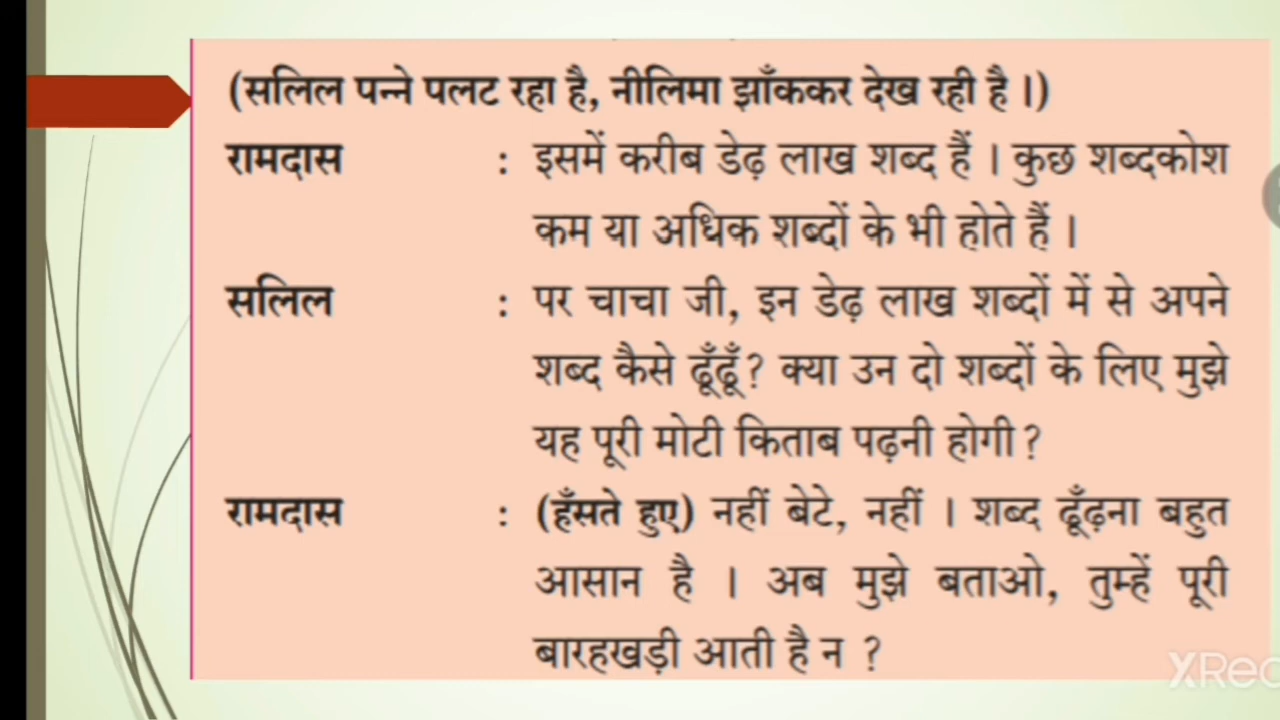 (सलिल पन्ने पलट रहा है, नीलिमा झाँककर देख रही है ।)
रामदास : इसमें करीब डेढ़ लाख शब्द हैं । कुछ शब्दकोश
कम या अधिक शब्दों के भी होते हैं ।
सलिल : पर चाचा जी, इन डेढ़ लाख शब्दों में से अपने
शब्द कैसे ढूँढूँ? क्या उन दो शब्दों के लिए मुझे
यह पूरी मोटी किताब पढ़नी होगी?
रामदास : (हँसते हुए) नहीं बेटे, नहीं । शब्द ढूँढ़ना बहुत
आसान है । अब मुझे बताओ, तुम्हें पूरी
बारहखड़ी आती है न ?